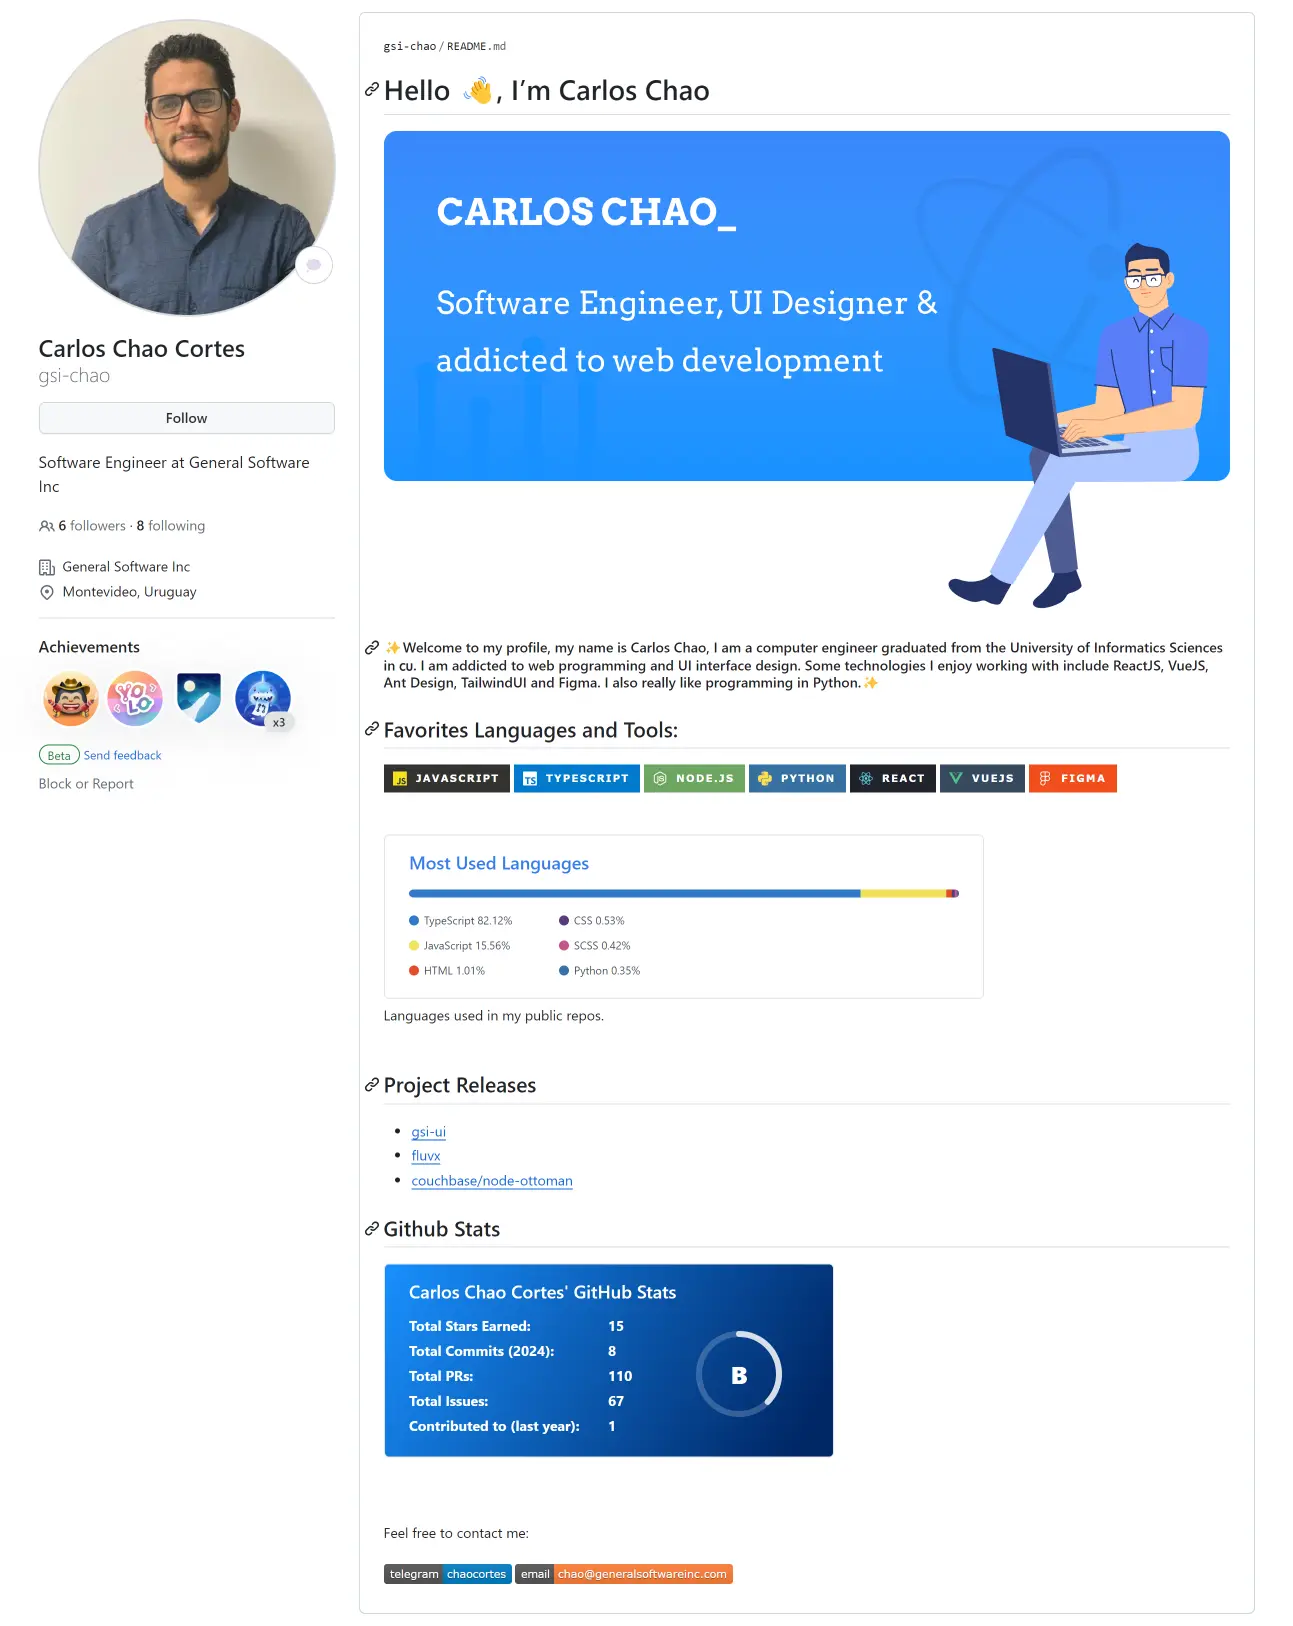 Carlos Chao Cortes
gsi-chao
Follow
Software Engineer at General Software
Inc
6 followers · 8 following
General Software Inc
Montevideo, Uruguay
Achievements
YOLO
x3
Beta Send feedback
Block or Report
gsi-chao / README.md
Hello 👋, I’m Carlos Chao
CARLOS CHAO_
Software Engineer, UI Designer &
addicted to web development
✨Welcome to my profile, my name is Carlos Chao, I am a computer engineer graduated from the University of Informatics Sciences
in cu. I am addicted to web programming and UI interface design. Some technologies I enjoy working with include ReactJS, VueJS,
Ant Design, TailwindUI and Figma. I also really like programming in Python.✨
Favorites Languages and Tools:
JS JAVASCRIPT TS TYPESCRIPT JS NODE.JS PYTHON REACT VUEJS FIGMA
Most Used Languages
TypeScript 82.12% CSS 0.53%
JavaScript 15.56% SCSS 0.42%
HTML 1.01% Python 0.35%
Languages used in my public repos.
Project Releases
• gsi-ui
• fluvx
• couchbase/node-ottoman
Github Stats
Carlos Chao Cortes' GitHub Stats
Total Stars Earned: 15
Total Commits (2024): 8
Total PRs: 110
Total Issues: 67
Contributed to (last year): 1
B
Feel free to contact me:
telegram chaocortes email chao@generalsoftwareinc.com